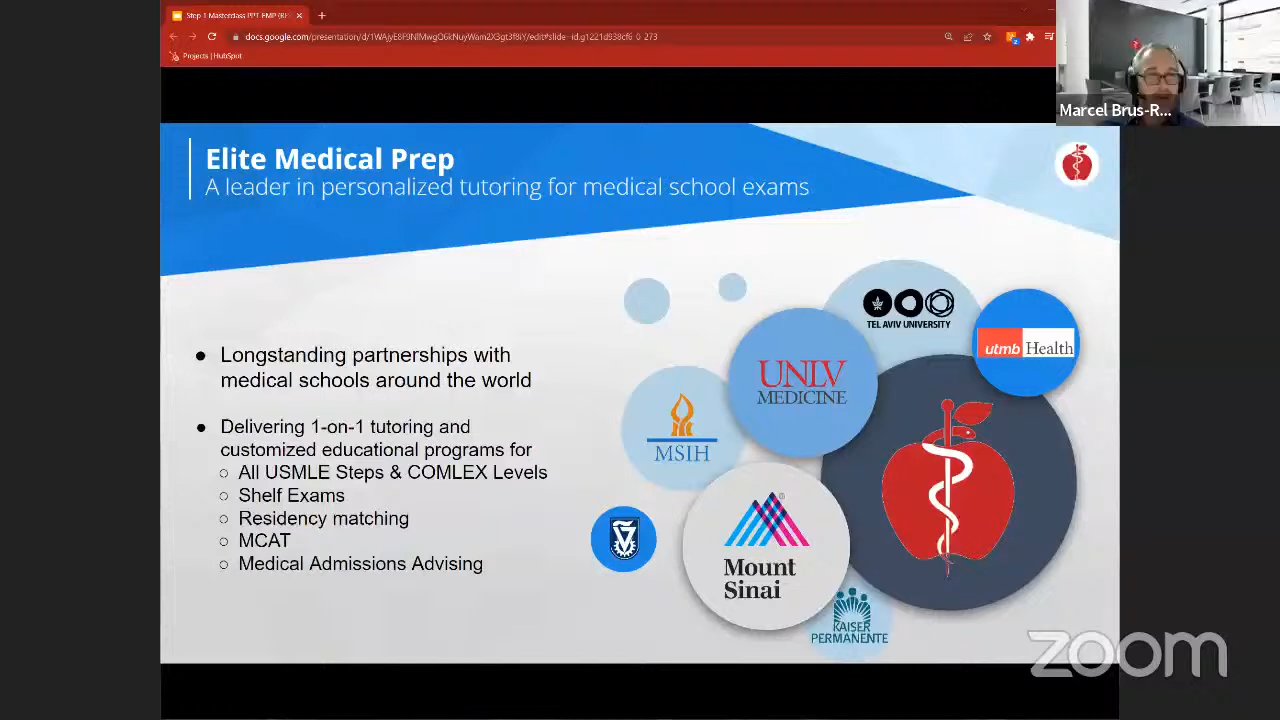 Step 1 Masterclass PPT EMP (RE
docs.google.com/presentation/d/1WAjyE8F9NlMwgQ6kNuyWam2X3gt3f8iY/edit#slide=id.g1221d938cf6_0_273
Projects | HubSpot
Marcel Brus-R...
Elite Medical Prep
A leader in personalized tutoring for medical school exams
TEL AVIV UNIVERSITY
utmb Health
UNLV
MEDICINE
MSIH
Mount
Sinai
KAISER
PERMANENTE
● Longstanding partnerships with
medical schools around the world
● Delivering 1-on-1 tutoring and
customized educational programs for
○ All USMLE Steps & COMLEX Levels
○ Shelf Exams
○ Residency matching
○ MCAT
○ Medical Admissions Advising
zoom